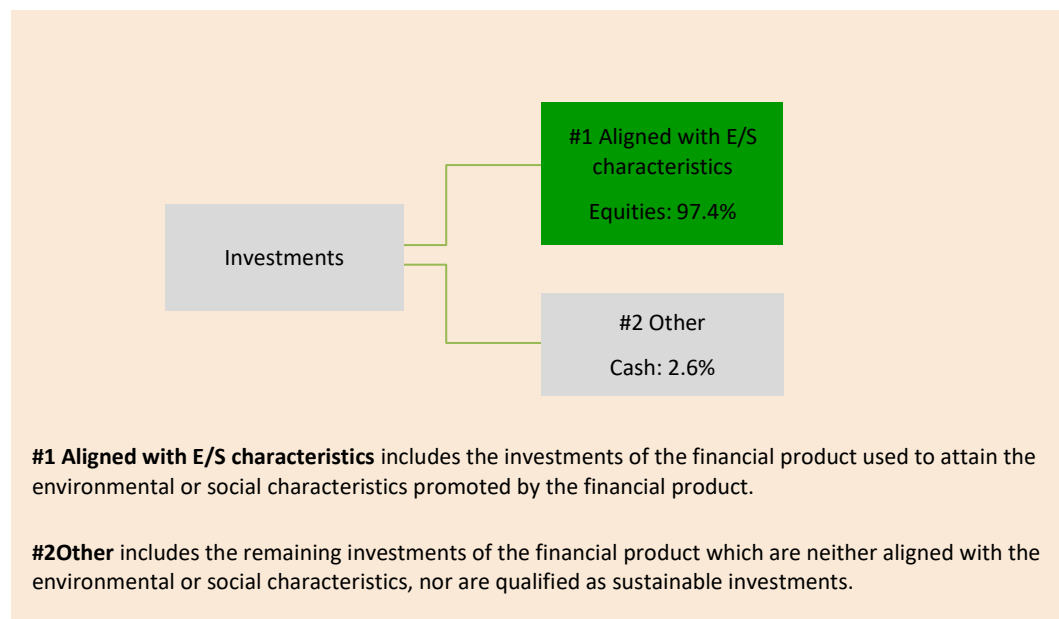 #1 Aligned with E/S
characteristics
Equities: 97.4%
Investments
#2 Other
Cash: 2.6%
#1 Aligned with E/S characteristics includes the investments of the financial product used to attain the
environmental or social characteristics promoted by the financial product.
#2Other includes the remaining investments of the financial product which are neither aligned with the
environmental or social characteristics, nor are qualified as sustainable investments.